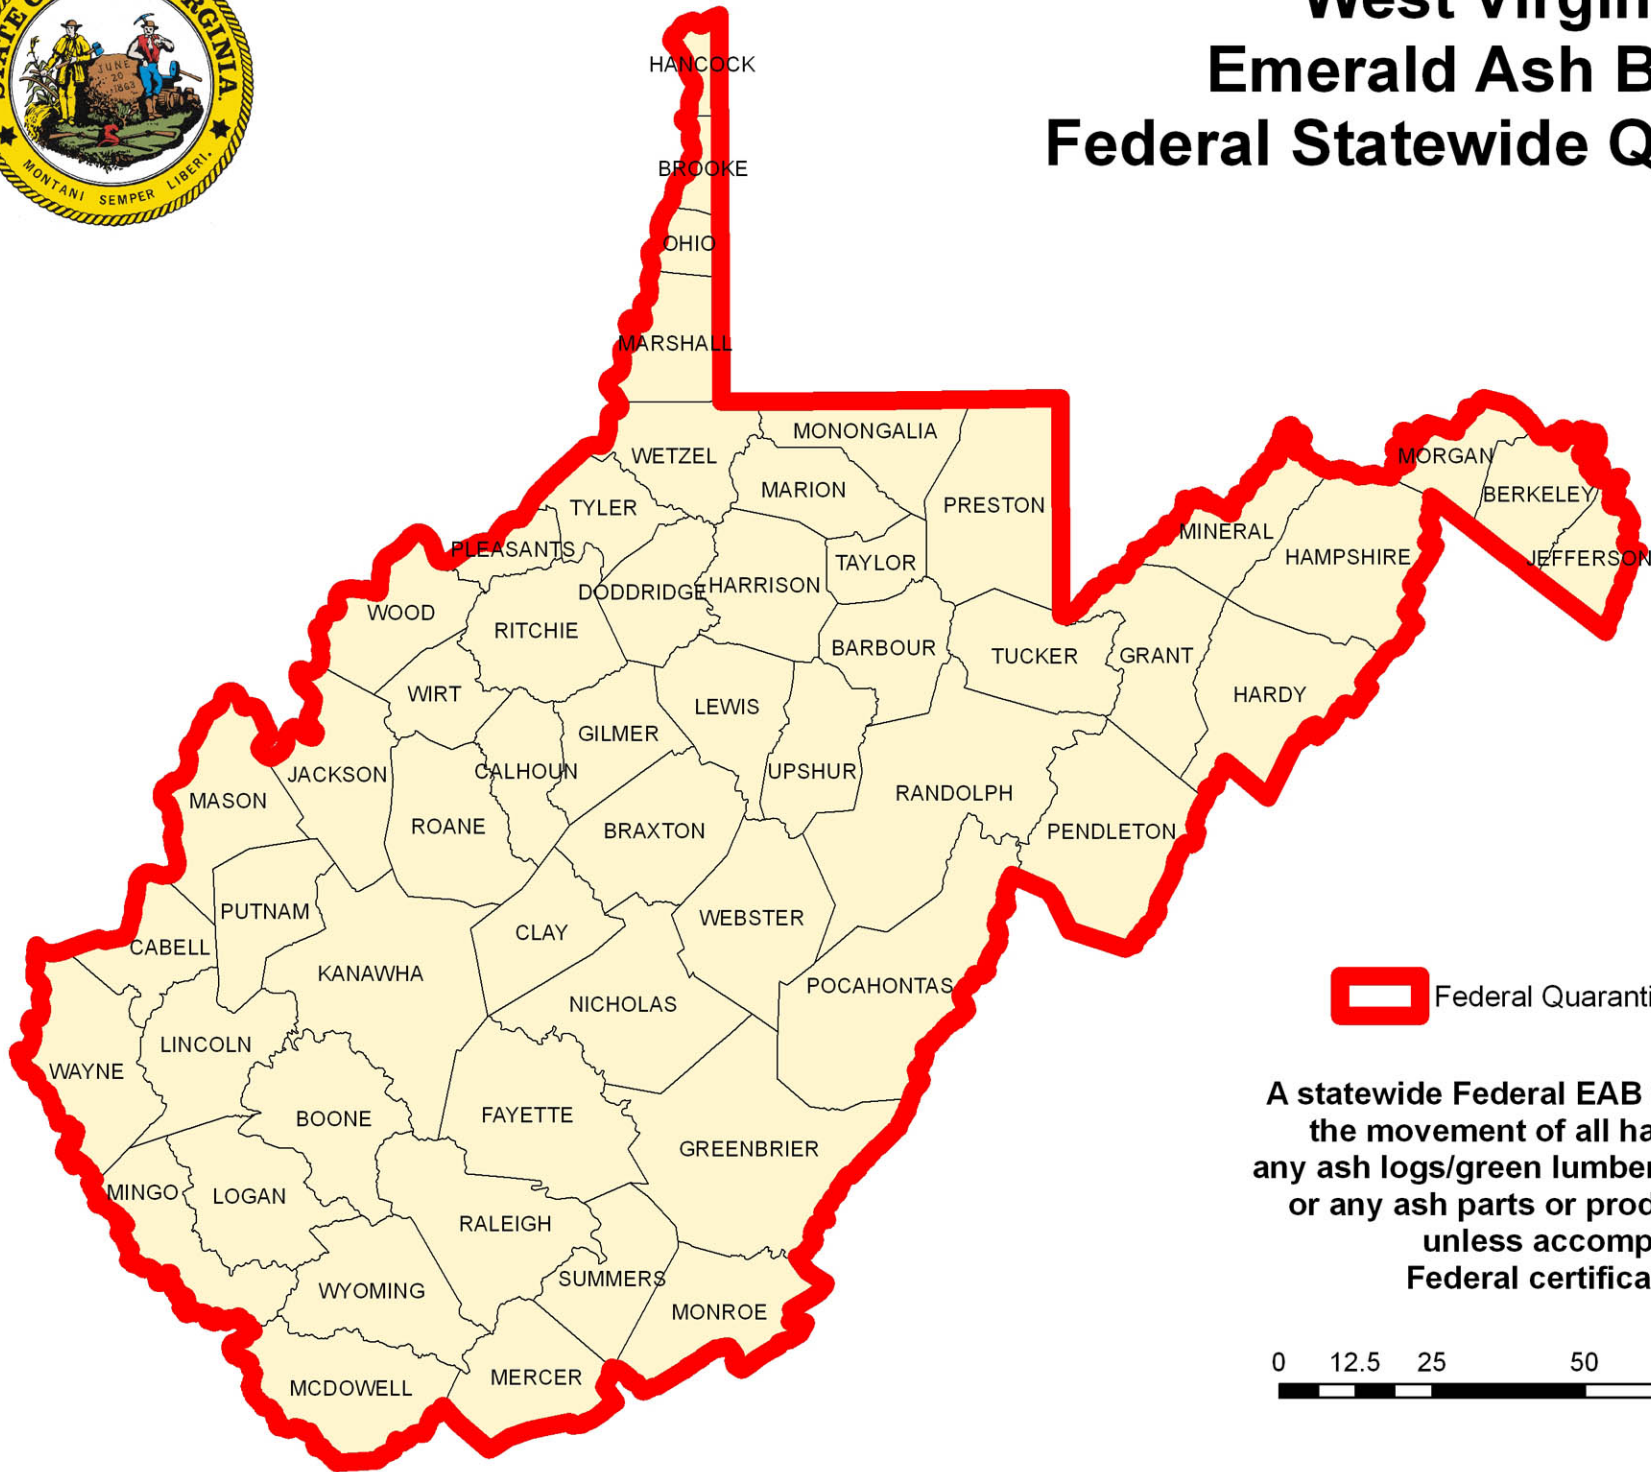 STATE
RGINIA.
JUNE
20
1863
MONTANI SEMPER LIBERI.
West Virgin
Emerald Ash B
Federal Statewide Q
HANCOCK
BROOKE
OHIO
MARSHALL
MONONGALIA
WETZEL
MORGAN
MARION
BERKELEY
PRESTON
TYLER
MINERAL
PLEASANTS
HAMPSHIRE
JEFFERSON
TAYLOR
HARRISON
DODDRIDGE
WOOD
RITCHIE
BARBOUR
TUCKER
GRANT
WIRT
HARDY
LEWIS
GILMER
JACKSON
CALHOUN
UPSHUR
RANDOLPH
MASON
ROANE
BRAXTON
PENDLETON
PUTNAM
WEBSTER
CLAY
CABELL
KANAWHA
POCAHONTAS
NICHOLAS
LINCOLN
WAYNE
BOONE
FAYETTE
GREENBRIER
MINGO
LOGAN
RALEIGH
SUMMERS
WYOMING
MONROE
MERCER
MCDOWELL
Federal Quaranti
A statewide Federal EAB
the movement of all ha
any ash logs/green lumber
or any ash parts or prod
unless accomp
Federal certifica
0 12.5 25 50